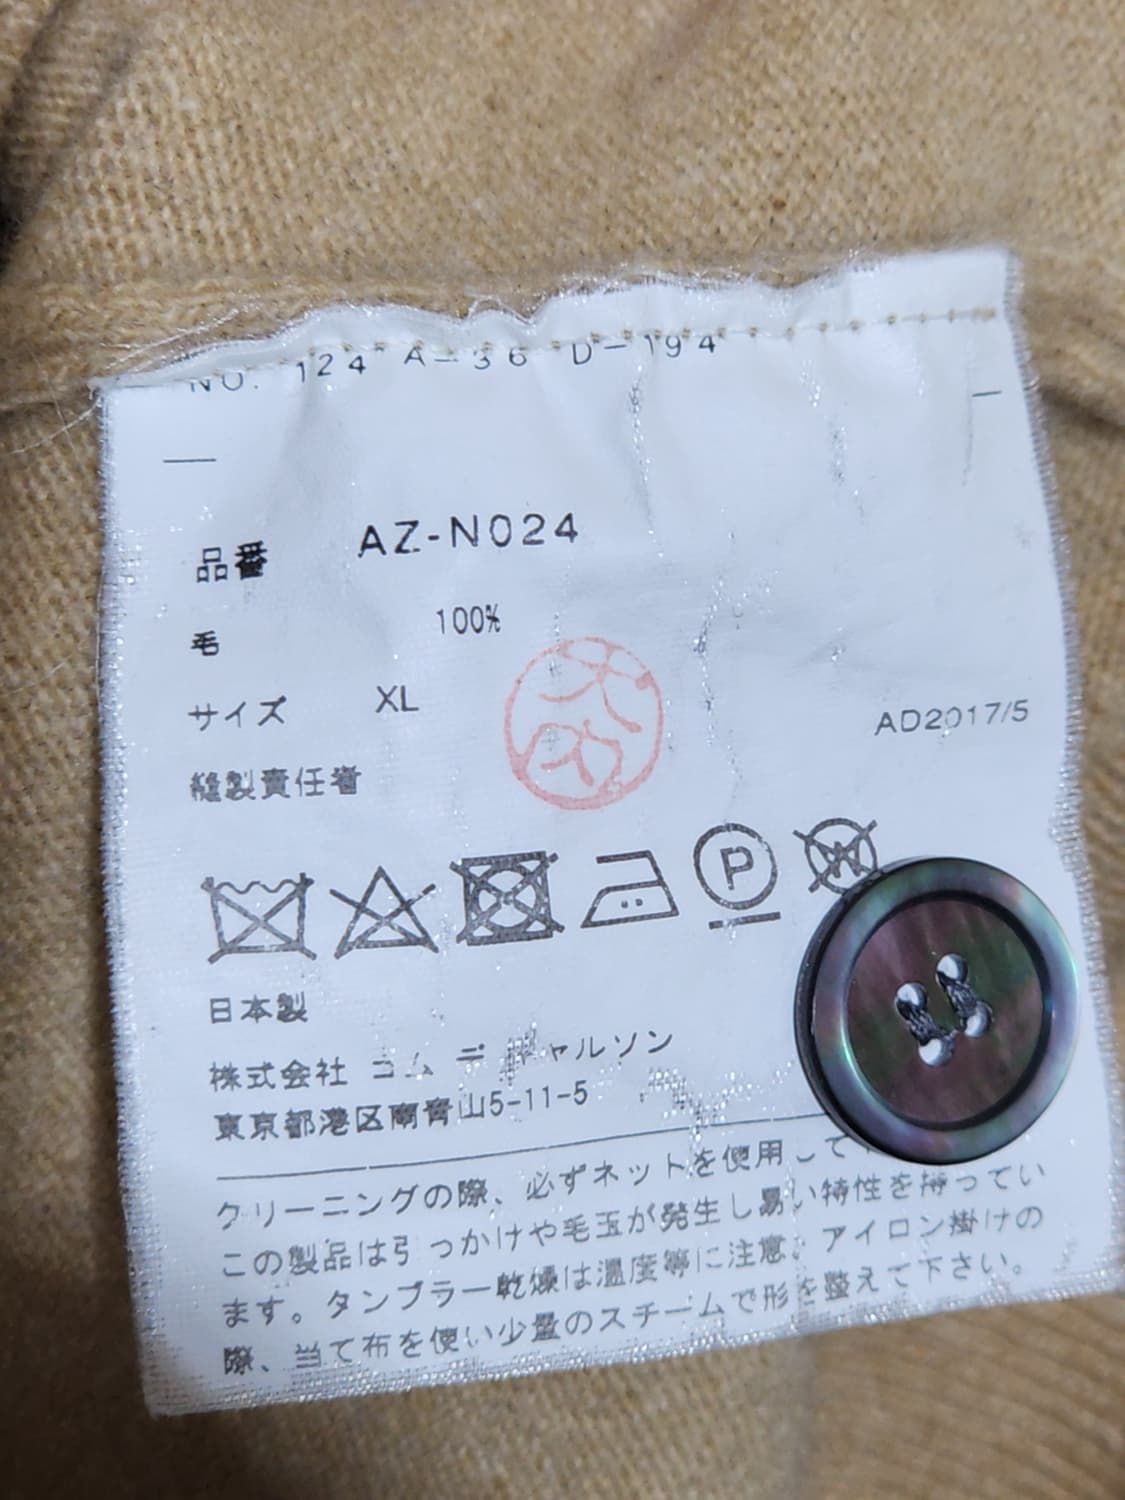 NO. 124 A-36 D-194
品番 AZ-N024
毛 100%
サイズ XL
AD2017/5
縫製責任者
P
W
日本製
株式会社 コム デ ギャルソン
東京都港区南青山5-11-5
クリーニングの際、必ずネットを使用して
この製品は引っかけや毛玉が発生し易い特性を持ってい
ます。タンブラー乾燥は温度等に注意。アイロン掛けの
際、当て布を使い少量のスチームで形を整えて下さい。